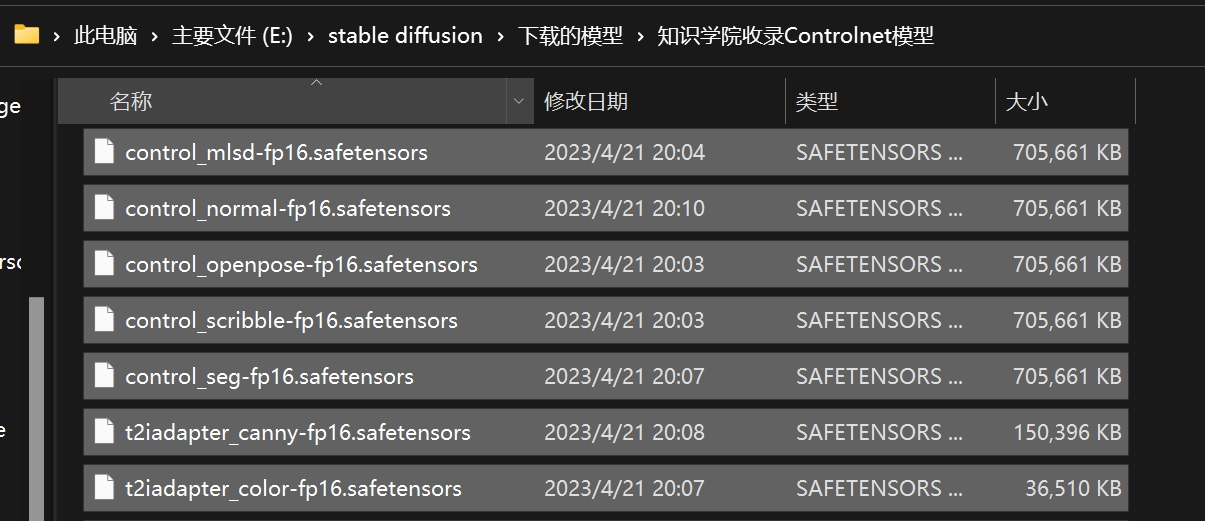 此电脑 › 主要文件 (E:) › stable diffusion › 下载的模型 › 知识学院收录Controlnet模型
名称 修改日期 类型 大小
ge
control_mlsd-fp16.safetensors 2023/4/21 20:04 SAFETENSORS ... 705,661 KB
control_normal-fp16.safetensors 2023/4/21 20:10 SAFETENSORS ... 705,661 KB
control_openpose-fp16.safetensors 2023/4/21 20:03 SAFETENSORS ... 705,661 KB
control_scribble-fp16.safetensors 2023/4/21 20:03 SAFETENSORS ... 705,661 KB
control_seg-fp16.safetensors 2023/4/21 20:07 SAFETENSORS ... 705,661 KB
t2iadapter_canny-fp16.safetensors 2023/4/21 20:08 SAFETENSORS ... 150,396 KB
t2iadapter_color-fp16.safetensors 2023/4/21 20:07 SAFETENSORS ... 36,510 KB